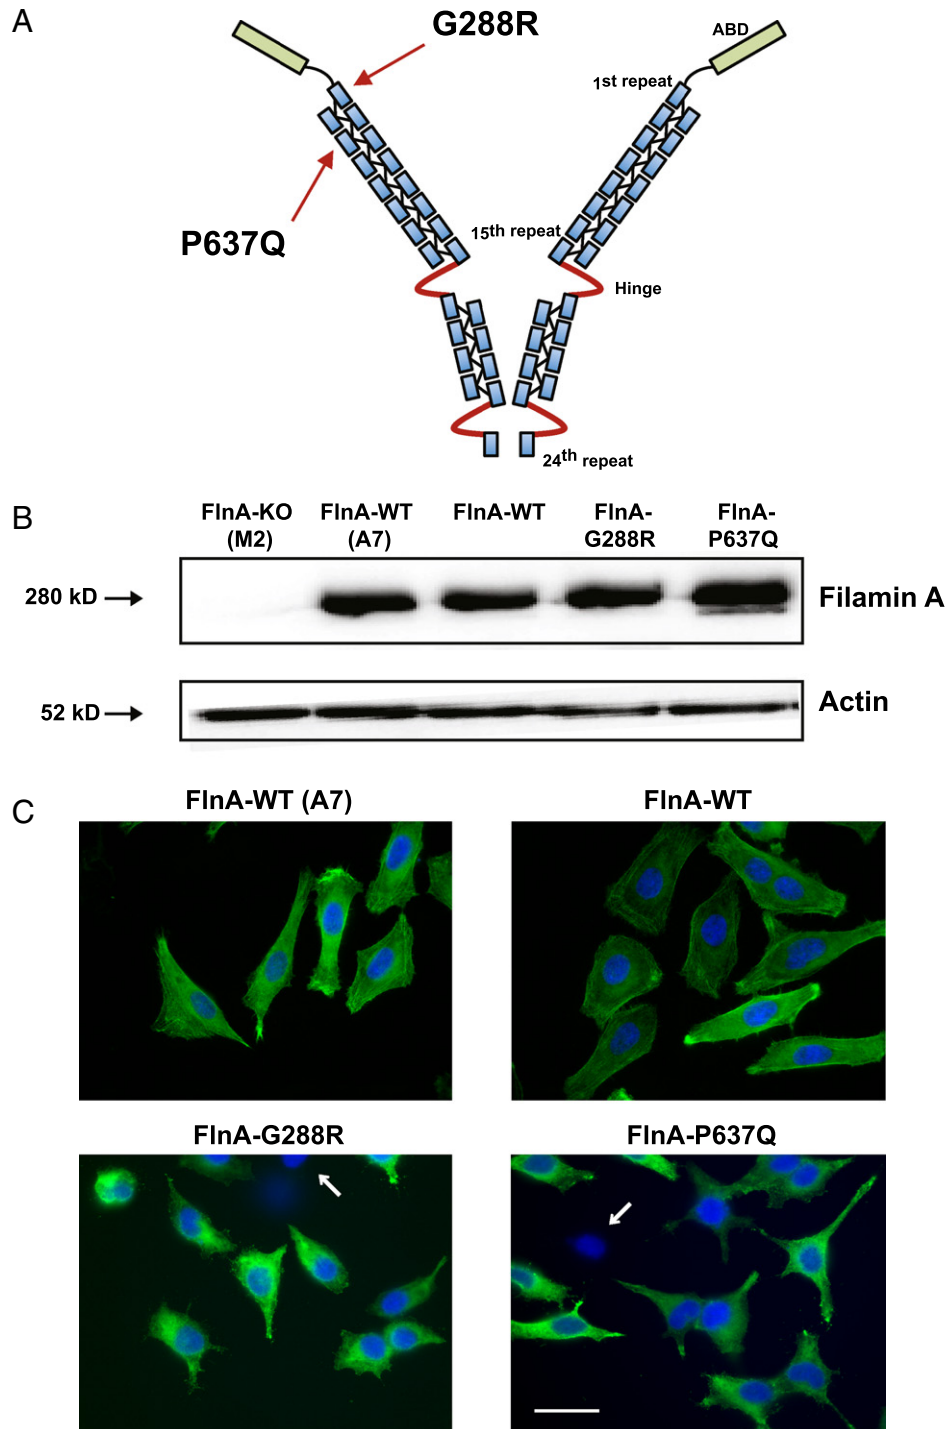 A
G288R
ABD
1st repeat
P637Q
15th repeat
Hinge
24th repeat
B
FlnA-KO
(M2)
FlnA-WT
(A7)
FlnA-WT
FlnA-
G288R
FlnA-
P637Q
280 kD
Filamin A
52 kD
Actin
C
FlnA-WT (A7)
FlnA-WT
FlnA-G288R
FlnA-P637Q